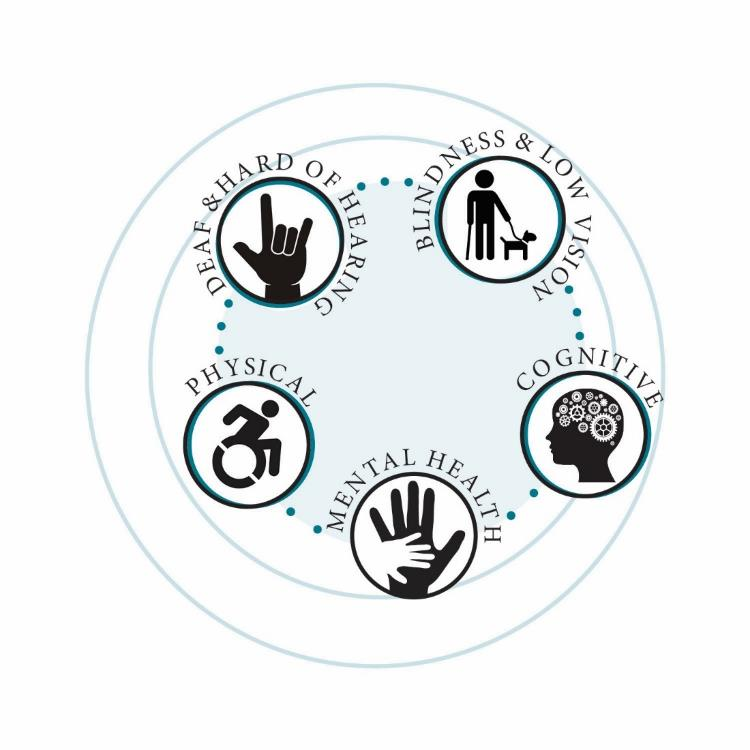 DEAF & HARD OF HEARING
BLINDNESS & LOW VISION
PHYSICAL
COGNITIVE
MENTAL HEALTH